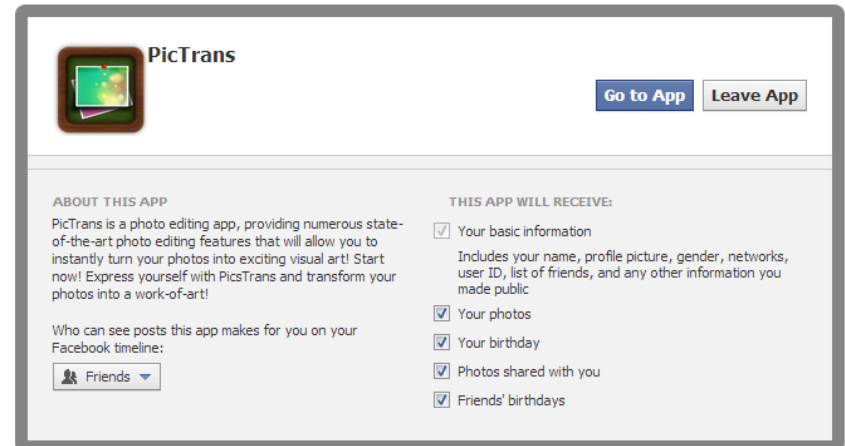 PicTrans
Go to App
Leave App
ABOUT THIS APP
PicTrans is a photo editing app, providing numerous state-
of-the-art photo editing features that will allow you to
instantly turn your photos into exciting visual art! Start
now! Express yourself with PicsTrans and transform your
photos into a work-of-art!
Who can see posts this app makes for you on your
Facebook timeline:
Friends
THIS APP WILL RECEIVE:
Your basic information
Includes your name, profile picture, gender, networks,
user ID, list of friends, and any other information you
made public
Your photos
Your birthday
Photos shared with you
Friends' birthdays